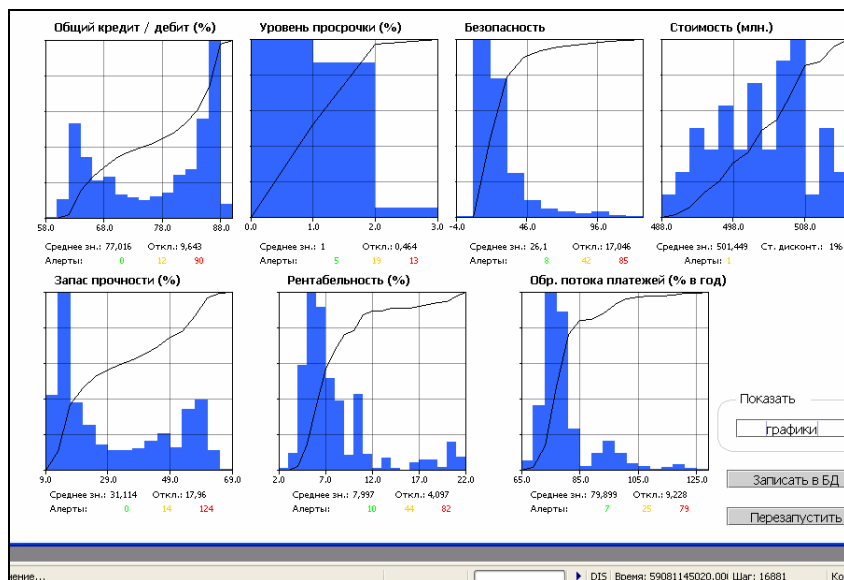 Общий кредит / дебит (%) Уровень просрочки (%) Безопасность Стоимость (млн.)
58.0 68.0 78.0 88.0 0.0 1.0 2.0 3.0 -4.0 46.0 96.0 488.0 498.0 508.0
Среднее зн.: 77,016 Откл.: 9,643 Среднее зн.: 1 Откл.: 0,464 Среднее зн.: 26,1 Откл.: 17,046 Среднее зн.: 501,449 Ст. дисконт.: 1%
Алерты: 0 12 90 Алерты: 5 19 13 Алерты: 8 42 85 Алерты: 1
Запас прочности (%) Рентабельность (%) Обр. потока платежей (% в год)
9.0 29.0 49.0 69.0 2.0 7.0 12.0 17.0 22.0 65.0 85.0 105.0 125.0
Среднее зн.: 31,114 Откл.: 17,96 Среднее зн.: 7,997 Откл.: 4,097 Среднее зн.: 79,899 Откл.: 9,228
Алерты: 0 14 124 Алерты: 10 44 82 Алерты: 7 25 79
Показать
графики
Записать в БД
Перезапустить
нение... DIS Время: 59081145020.00 Шаг: 16881 Ко